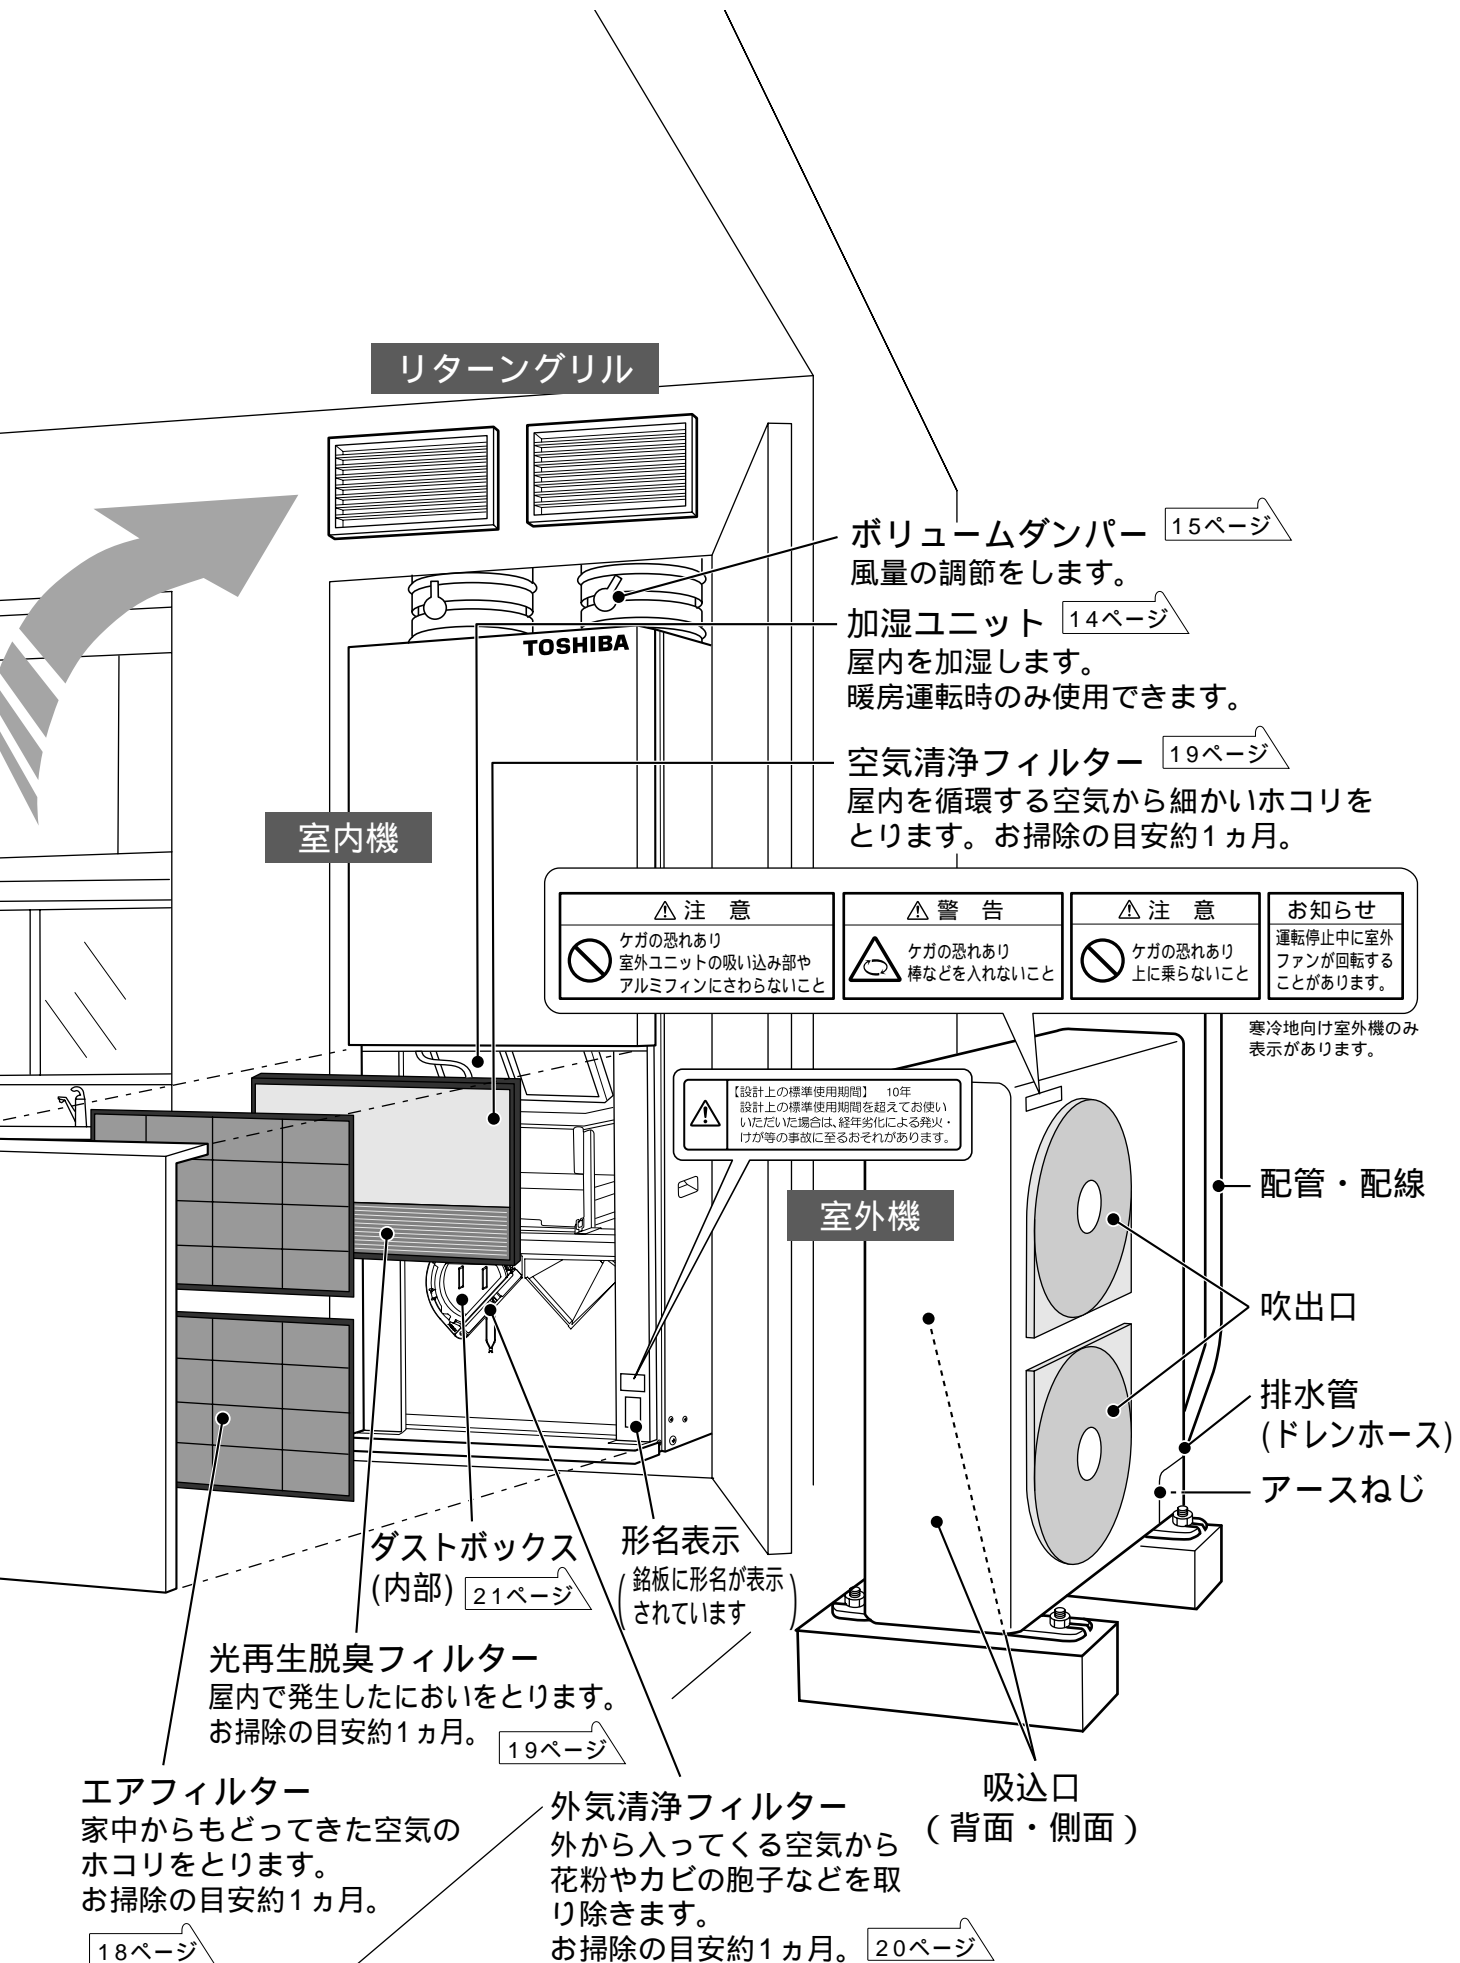 リターングリル
ボリュームダンパー 15ページ
風量の調節をします。
加湿ユニット 14ページ
屋内を加湿します。
暖房運転時のみ使用できます。
TOSHIBA
空気清浄フィルター 19ページ
屋内を循環する空気から細かいホコリを
とります。お掃除の目安約1ヵ月。
室内機
⚠注 意
ケガの恐れあり
室外ユニットの吸い込み部や
アルミフィンにさわらないこと
⚠警 告
ケガの恐れあり
棒などを入れないこと
⚠注 意
ケガの恐れあり
上に乗らないこと
お知らせ
運転停止中に室外
ファンが回転する
ことがあります。
寒冷地向け室外機のみ
表示があります。
【設計上の標準使用期間】 10年
設計上の標準使用期間を超えてお使い
いただいた場合は、経年劣化による発火・
けが等の事故に至るおそれがあります。
室外機
配管・配線
吹出口
排水管
(ドレンホース)
アースねじ
ダストボックス
(内部) 21ページ
形名表示
(銘板に形名が表示
されています)
光再生脱臭フィルター
屋内で発生したにおいをとります。
お掃除の目安約1ヵ月。 19ページ
エアフィルター
家中からもどってきた空気の
ホコリをとります。
お掃除の目安約1ヵ月。
18ページ
外気清浄フィルター
外から入ってくる空気から
花粉やカビの胞子などを取
り除きます。
お掃除の目安約1ヵ月。 20ページ
吸込口
(背面・側面)